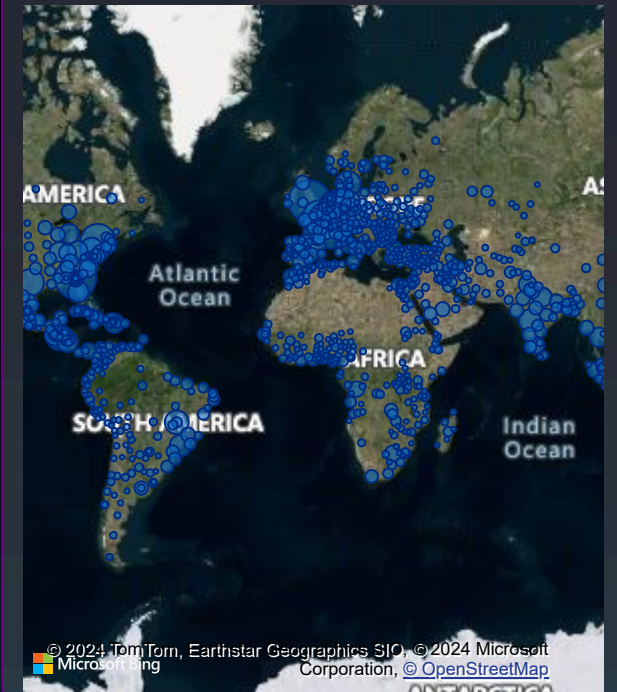 AMERICA
AS
Atlantic
Ocean
AFRICA
SOUTH AMERICA
Indian
Ocean
© 2024 TomTom, Earthstar Geographics SIO, © 2024 Microsoft
Corporation, © OpenStreetMap
Microsoft Bing